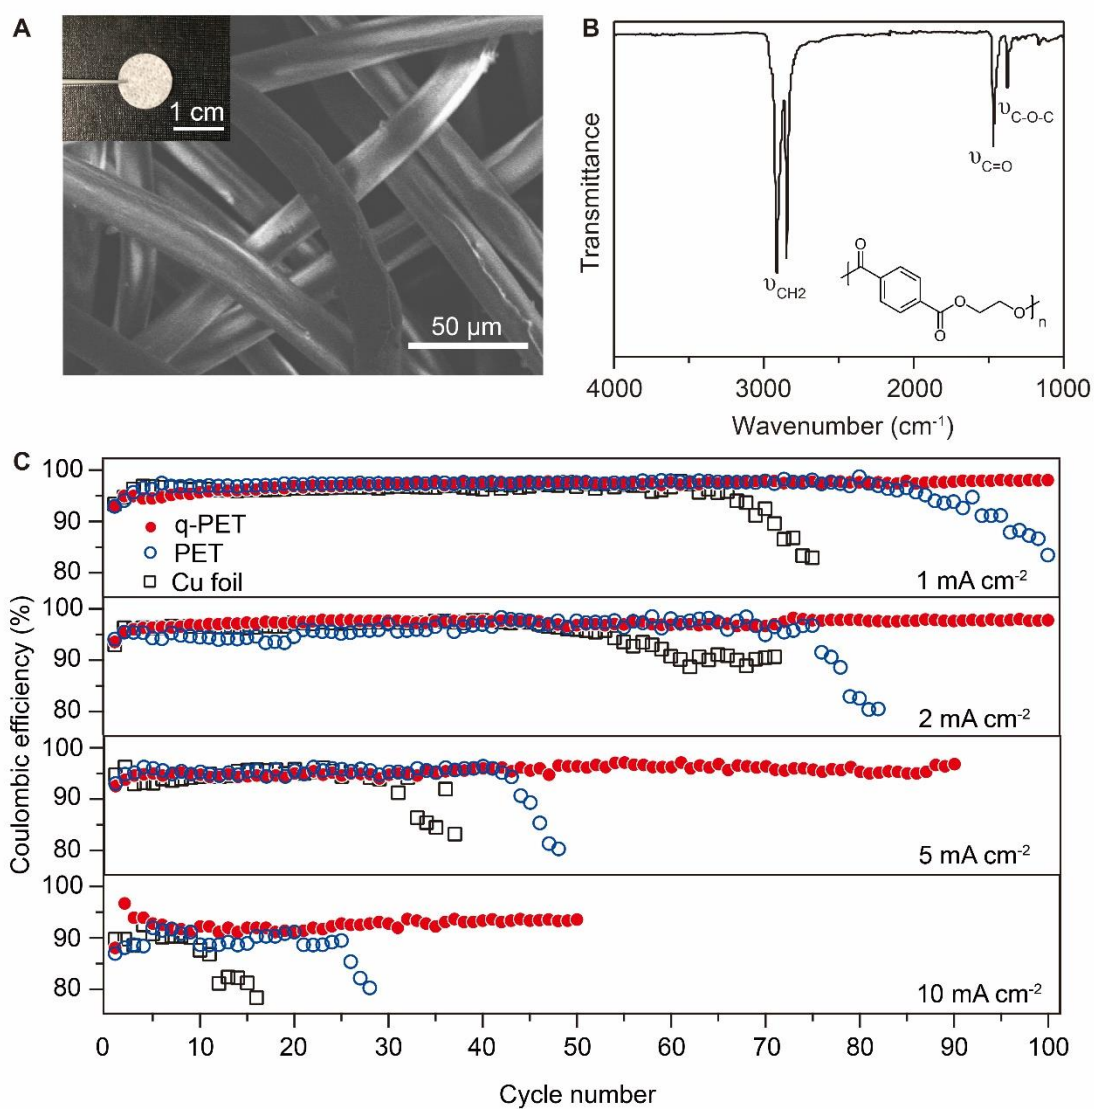 A
1 cm
50 μm
B
Transmittance
υCH2
υC=O
υC-O-C
O
O
O
O
n
4000 3000 2000 1000
Wavenumber (cm-1)
C
Coulombic efficiency (%)
100
90
80
q-PET
PET
Cu foil
1 mA cm-2
100
90
80
2 mA cm-2
100
90
80
5 mA cm-2
100
90
80
10 mA cm-2
0 10 20 30 40 50 60 70 80 90 100
Cycle number